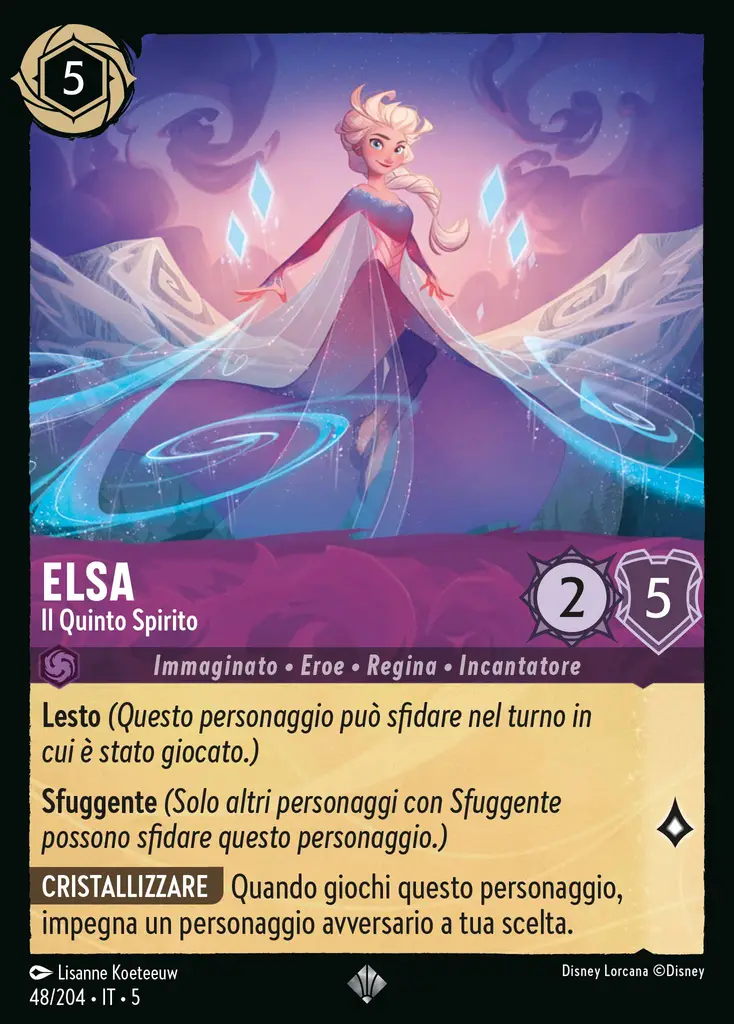 5
ELSA
Il Quinto Spirito
2
5
Immaginato • Eroe • Regina • Incantatore
Lesto (Questo personaggio può sfidare nel turno in
cui è stato giocato.)
Sfuggente (Solo altri personaggi con Sfuggente
possono sfidare questo personaggio.)
CRISTALLIZZARE Quando giochi questo personaggio,
impegna un personaggio avversario a tua scelta.
Lisanne Koeteeuw
Disney Lorcana ©Disney
48/204 • IT • 5